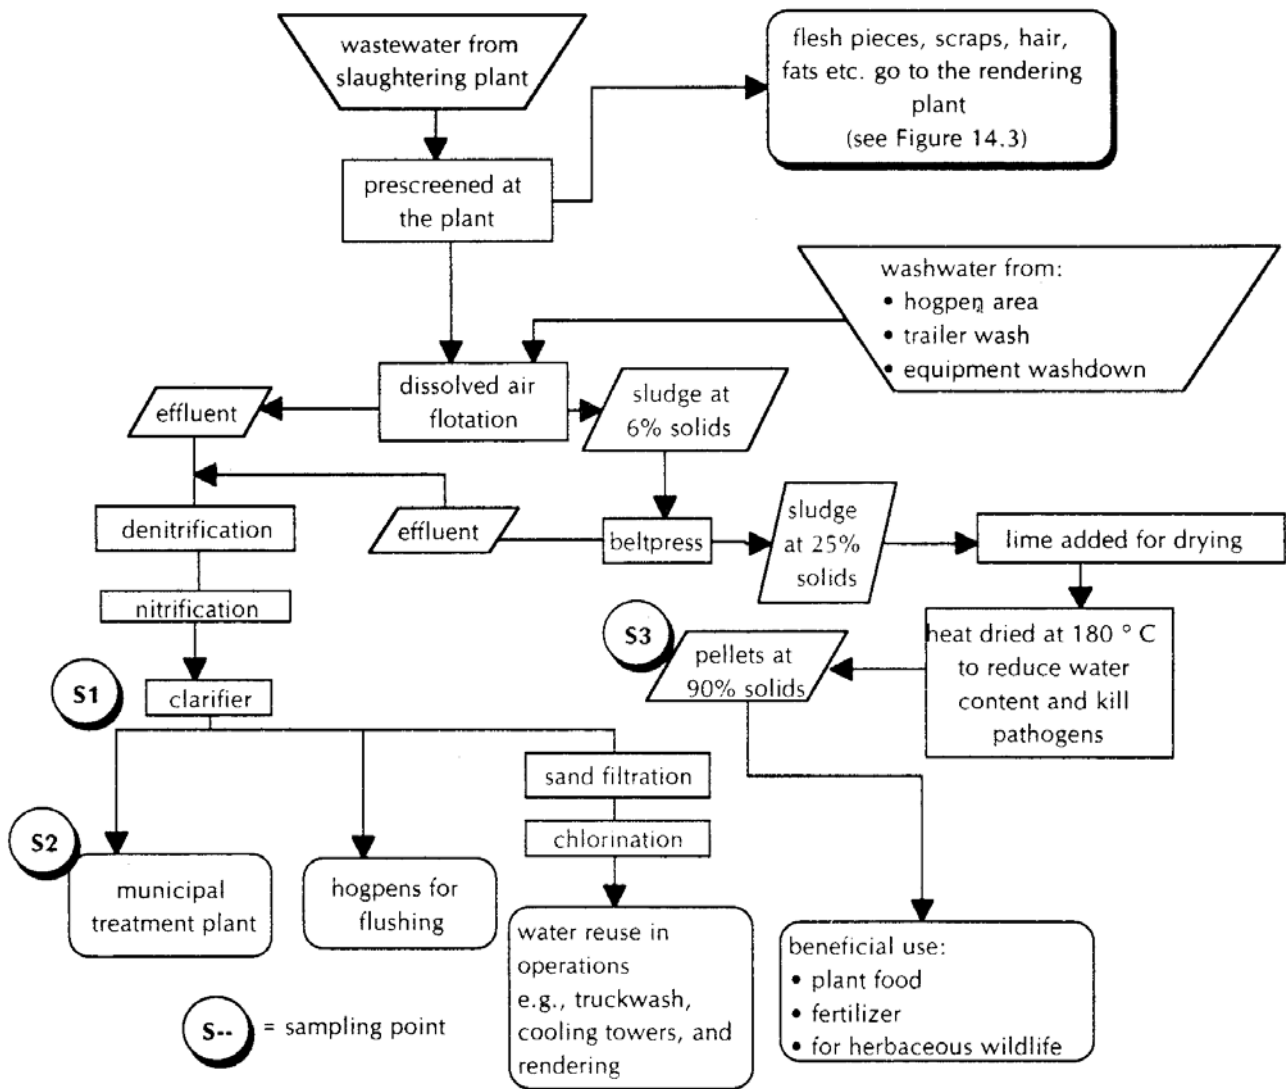 wastewater from
slaughtering plant
flesh pieces, scraps, hair,
fats etc. go to the rendering
plant
(see Figure 14.3)
prescreened at
the plant
washwater from:
• hogpen area
• trailer wash
• equipment washdown
dissolved air
flotation
effluent
sludge at
6% solids
denitrification
effluent
beltpress
sludge
at 25%
solids
lime added for drying
nitrification
S3
pellets at
90% solids
heat dried at 180 ° C
to reduce water
content and kill
pathogens
S1
clarifier
sand filtration
chlorination
S2
municipal
treatment plant
hogpens for
flushing
water reuse in
operations
e.g., truckwash,
cooling towers, and
rendering
beneficial use:
• plant food
• fertilizer
• for herbaceous wildlife
S-- = sampling point